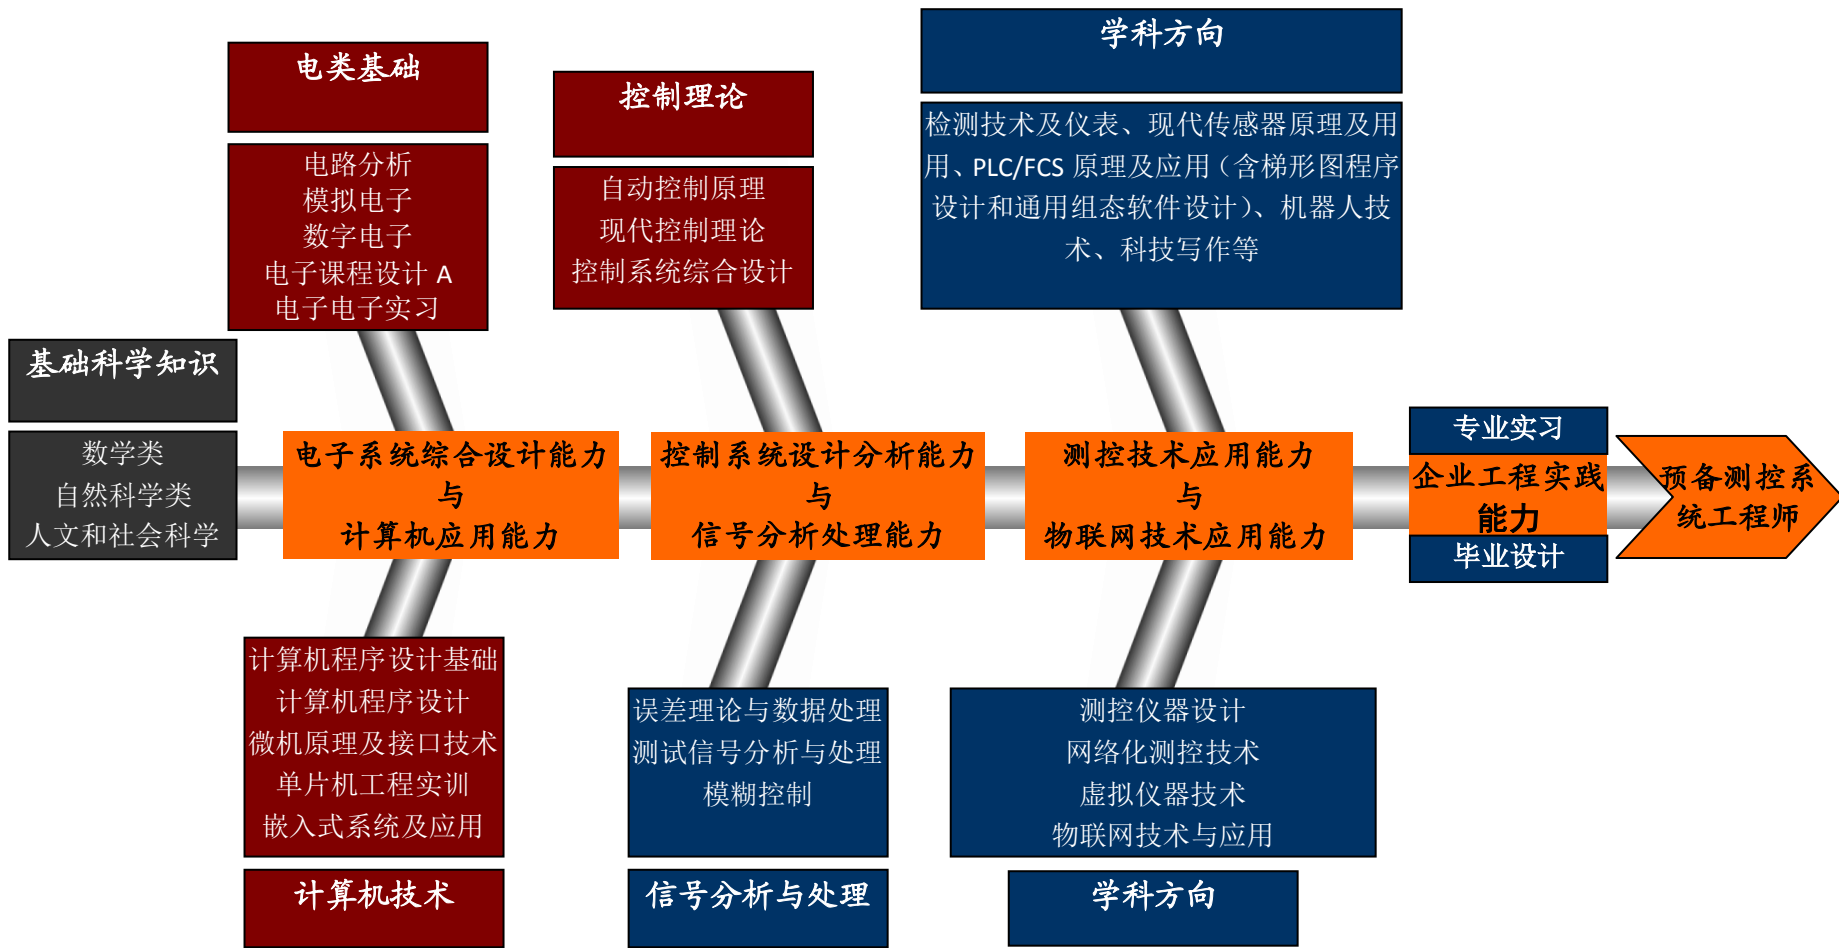 电类基础
电路分析
模拟电子
数字电子
电子课程设计 A
电子电子实习
控制理论
自动控制原理
现代控制理论
控制系统综合设计
学科方向
检测技术及仪表、现代传感器原理及用
用、PLC/FCS 原理及应用（含梯形图程序
设计和通用组态软件设计）、机器人技
术、科技写作等
基础科学知识
数学类
自然科学类
人文和社会科学
电子系统综合设计能力
与
计算机应用能力
控制系统设计分析能力
与
信号分析处理能力
测控技术应用能力
与
物联网技术应用能力
专业实习
企业工程实践
能力
毕业设计
预备测控系
统工程师
计算机程序设计基础
计算机程序设计
微机原理及接口技术
单片机工程实训
嵌入式系统及应用
计算机技术
误差理论与数据处理
测试信号分析与处理
模糊控制
信号分析与处理
测控仪器设计
网络化测控技术
虚拟仪器技术
物联网技术与应用
学科方向